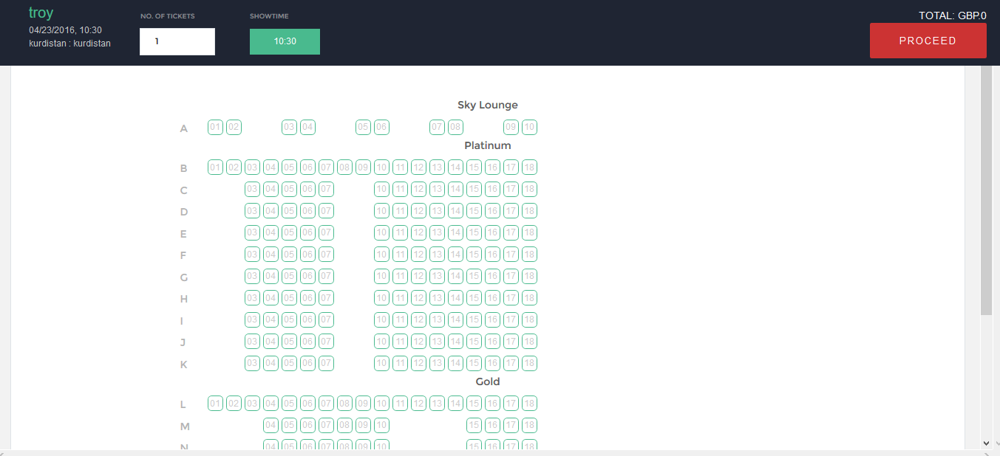 troy
04/23/2016, 10:30
kurdistan : kurdistan
NO. OF TICKETS
1
SHOWTIME
10:30
TOTAL: GBP.0
PROCEED
Sky Lounge
A 01 02 03 04 05 06 07 08 09 10
Platinum
B 01 02 03 04 05 06 07 08 09 10 11 12 13 14 15 16 17 18
C 03 04 05 06 07 10 11 12 13 14 15 16 17 18
D 03 04 05 06 07 10 11 12 13 14 15 16 17 18
E 03 04 05 06 07 10 11 12 13 14 15 16 17 18
F 03 04 05 06 07 10 11 12 13 14 15 16 17 18
G 03 04 05 06 07 10 11 12 13 14 15 16 17 18
H 03 04 05 06 07 10 11 12 13 14 15 16 17 18
I 03 04 05 06 07 10 11 12 13 14 15 16 17 18
J 03 04 05 06 07 10 11 12 13 14 15 16 17 18
K 03 04 05 06 07 10 11 12 13 14 15 16 17 18
Gold
L 01 02 03 04 05 06 07 08 09 10 11 12 13 14 15 16 17 18
M 04 05 06 07 08 09 10 15 16 17 18
N 04 05 06 07 08 09 10 15 16 17 18